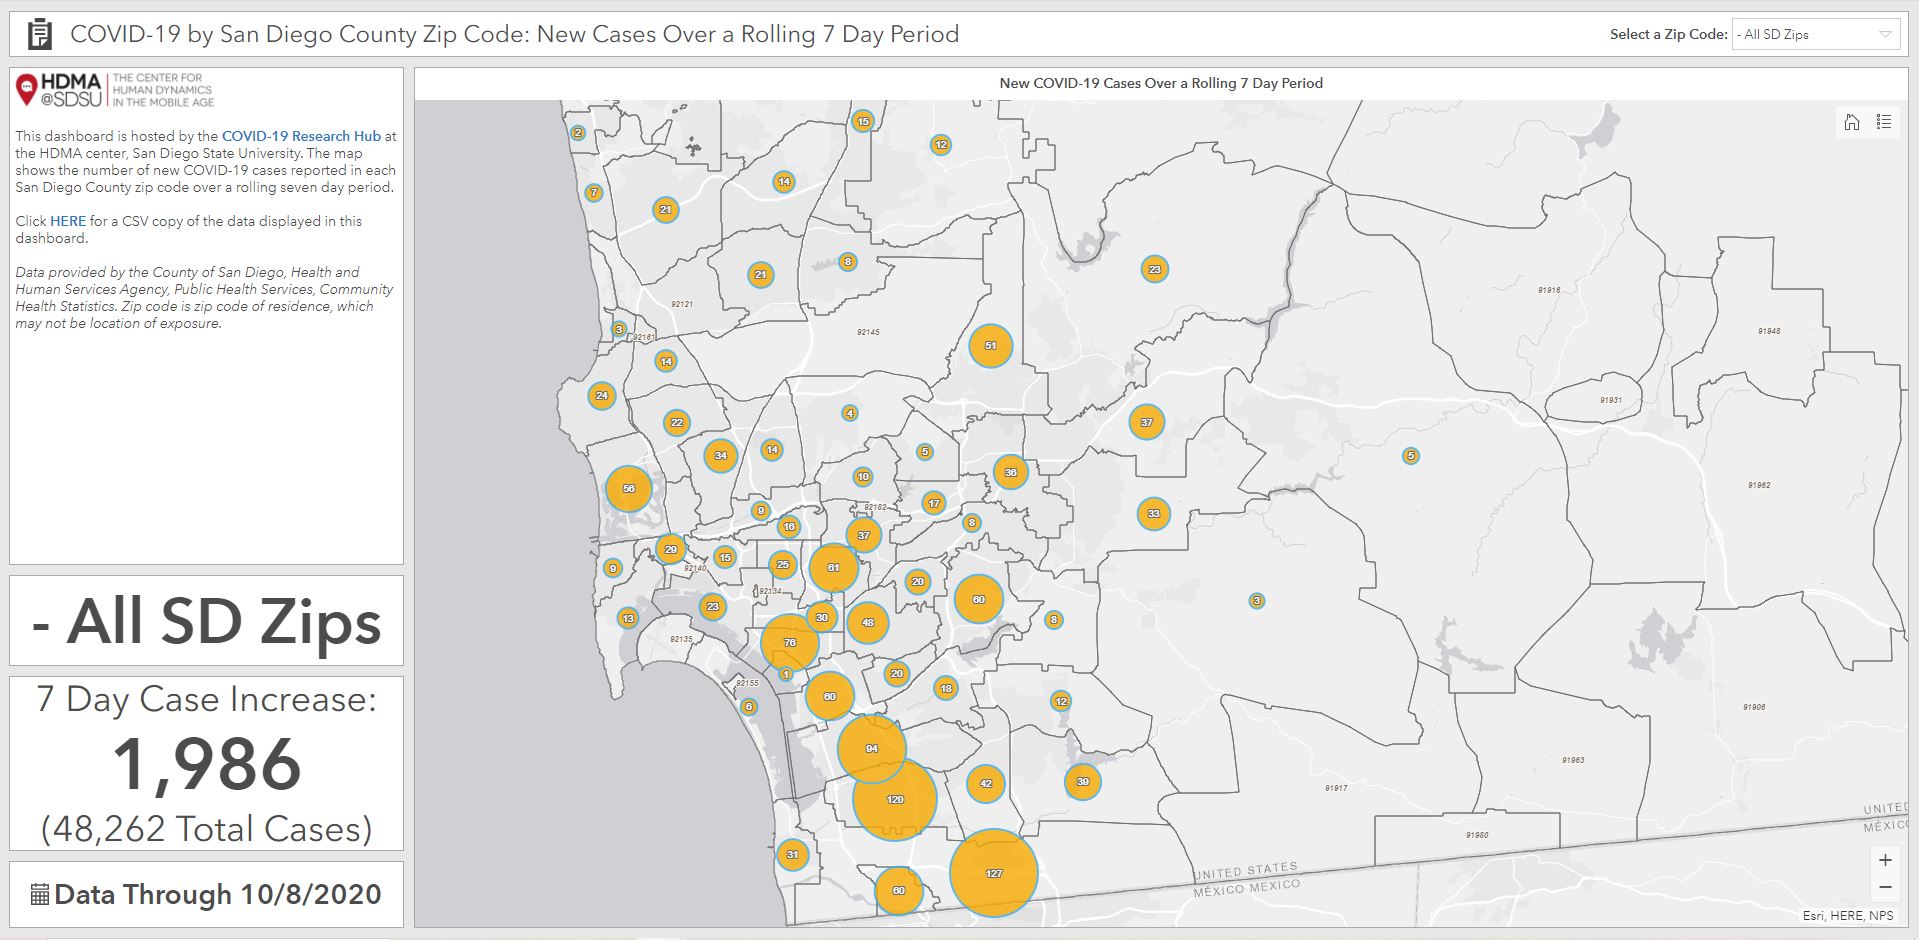 COVID-19 by San Diego County Zip Code: New Cases Over a Rolling 7 Day Period
Select a Zip Code:
- All SD Zips
HDMA
@SDSU
THE CENTER FOR
HUMAN DYNAMICS
IN THE MOBILE AGE
This dashboard is hosted by the COVID-19 Research Hub at
the HDMA center, San Diego State University. The map
shows the number of new COVID-19 cases reported in each
San Diego County zip code over a rolling seven day period.
Click HERE for a CSV copy of the data displayed in this
dashboard.
Data provided by the County of San Diego, Health and
Human Services Agency, Public Health Services, Community
Health Statistics. Zip code is zip code of residence, which
may not be location of exposure.
- All SD Zips
7 Day Case Increase:
1,986
(48,262 Total Cases)
Data Through 10/8/2020
New COVID-19 Cases Over a Rolling 7 Day Period
15
2
12
14
7
21
8
23
21
91916
92121
3
92145
91948
92161
51
14
24
91931
4
22
37
14
5
34
5
36
10
91962
56
17
92182
9
33
8
16
37
29
15
25
9
92140
61
20
92134
60
3
23
30
13
8
48
92135
76
20
1
92155
18
60
12
6
91906
94
91963
39
42
91917
120
UNITED
MÉXICO
91980
31
127
UNITED STATES
MÉXICO MEXICO
60
+
−
Esri, HERE, NPS